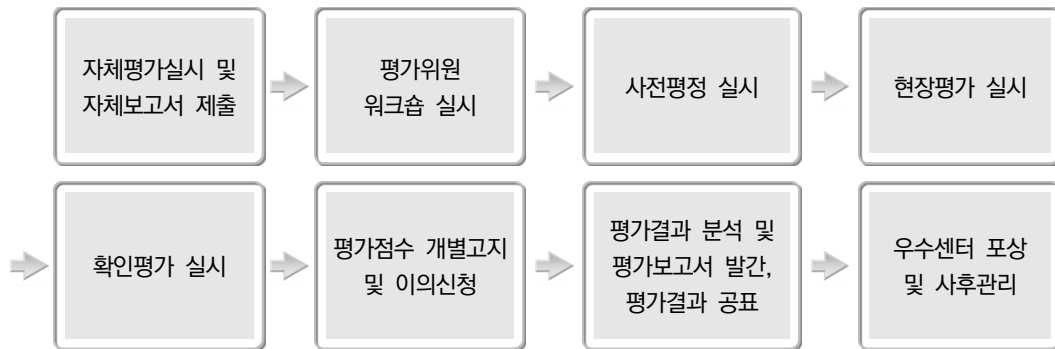 자체평가실시 및
자체보고서 제출
평가위원
워크숍 실시
사전평정 실시
현장평가 실시
확인평가 실시
평가점수 개별고지
및 이의신청
평가결과 분석 및
평가보고서 발간,
평가결과 공표
우수센터 포상
및 사후관리